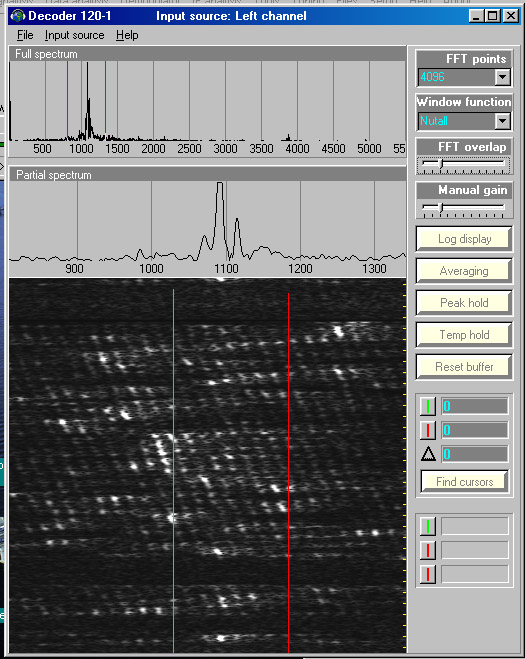 Decoder 120-1 Input source: Left channel
File Input source Help
Full spectrum
500 1000 1500 2000 2500 3000 3500 4000 4500 5000 55
Partial spectrum
900 1000 1100 1200 1300
FFT points
4096
Window function
Nutall
FFT overlap
Manual gain
Log display
Averaging
Peak hold
Temp hold
Reset buffer
0
0
0
Find cursors